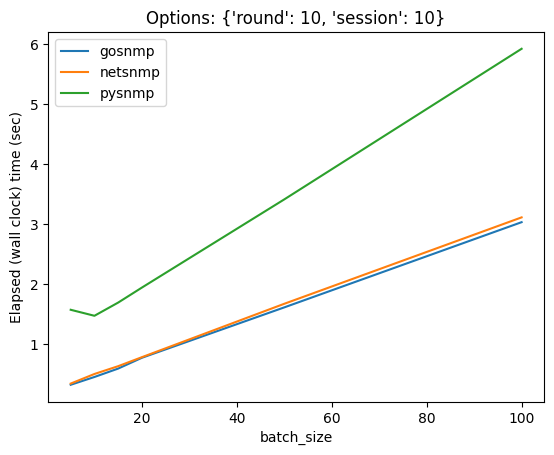 Options: {'round': 10, 'session': 10}
gosnmp
netsnmp
pysnmp
Elapsed (wall clock) time (sec)
6
5
4
3
2
1
20 40 60 80 100
batch_size